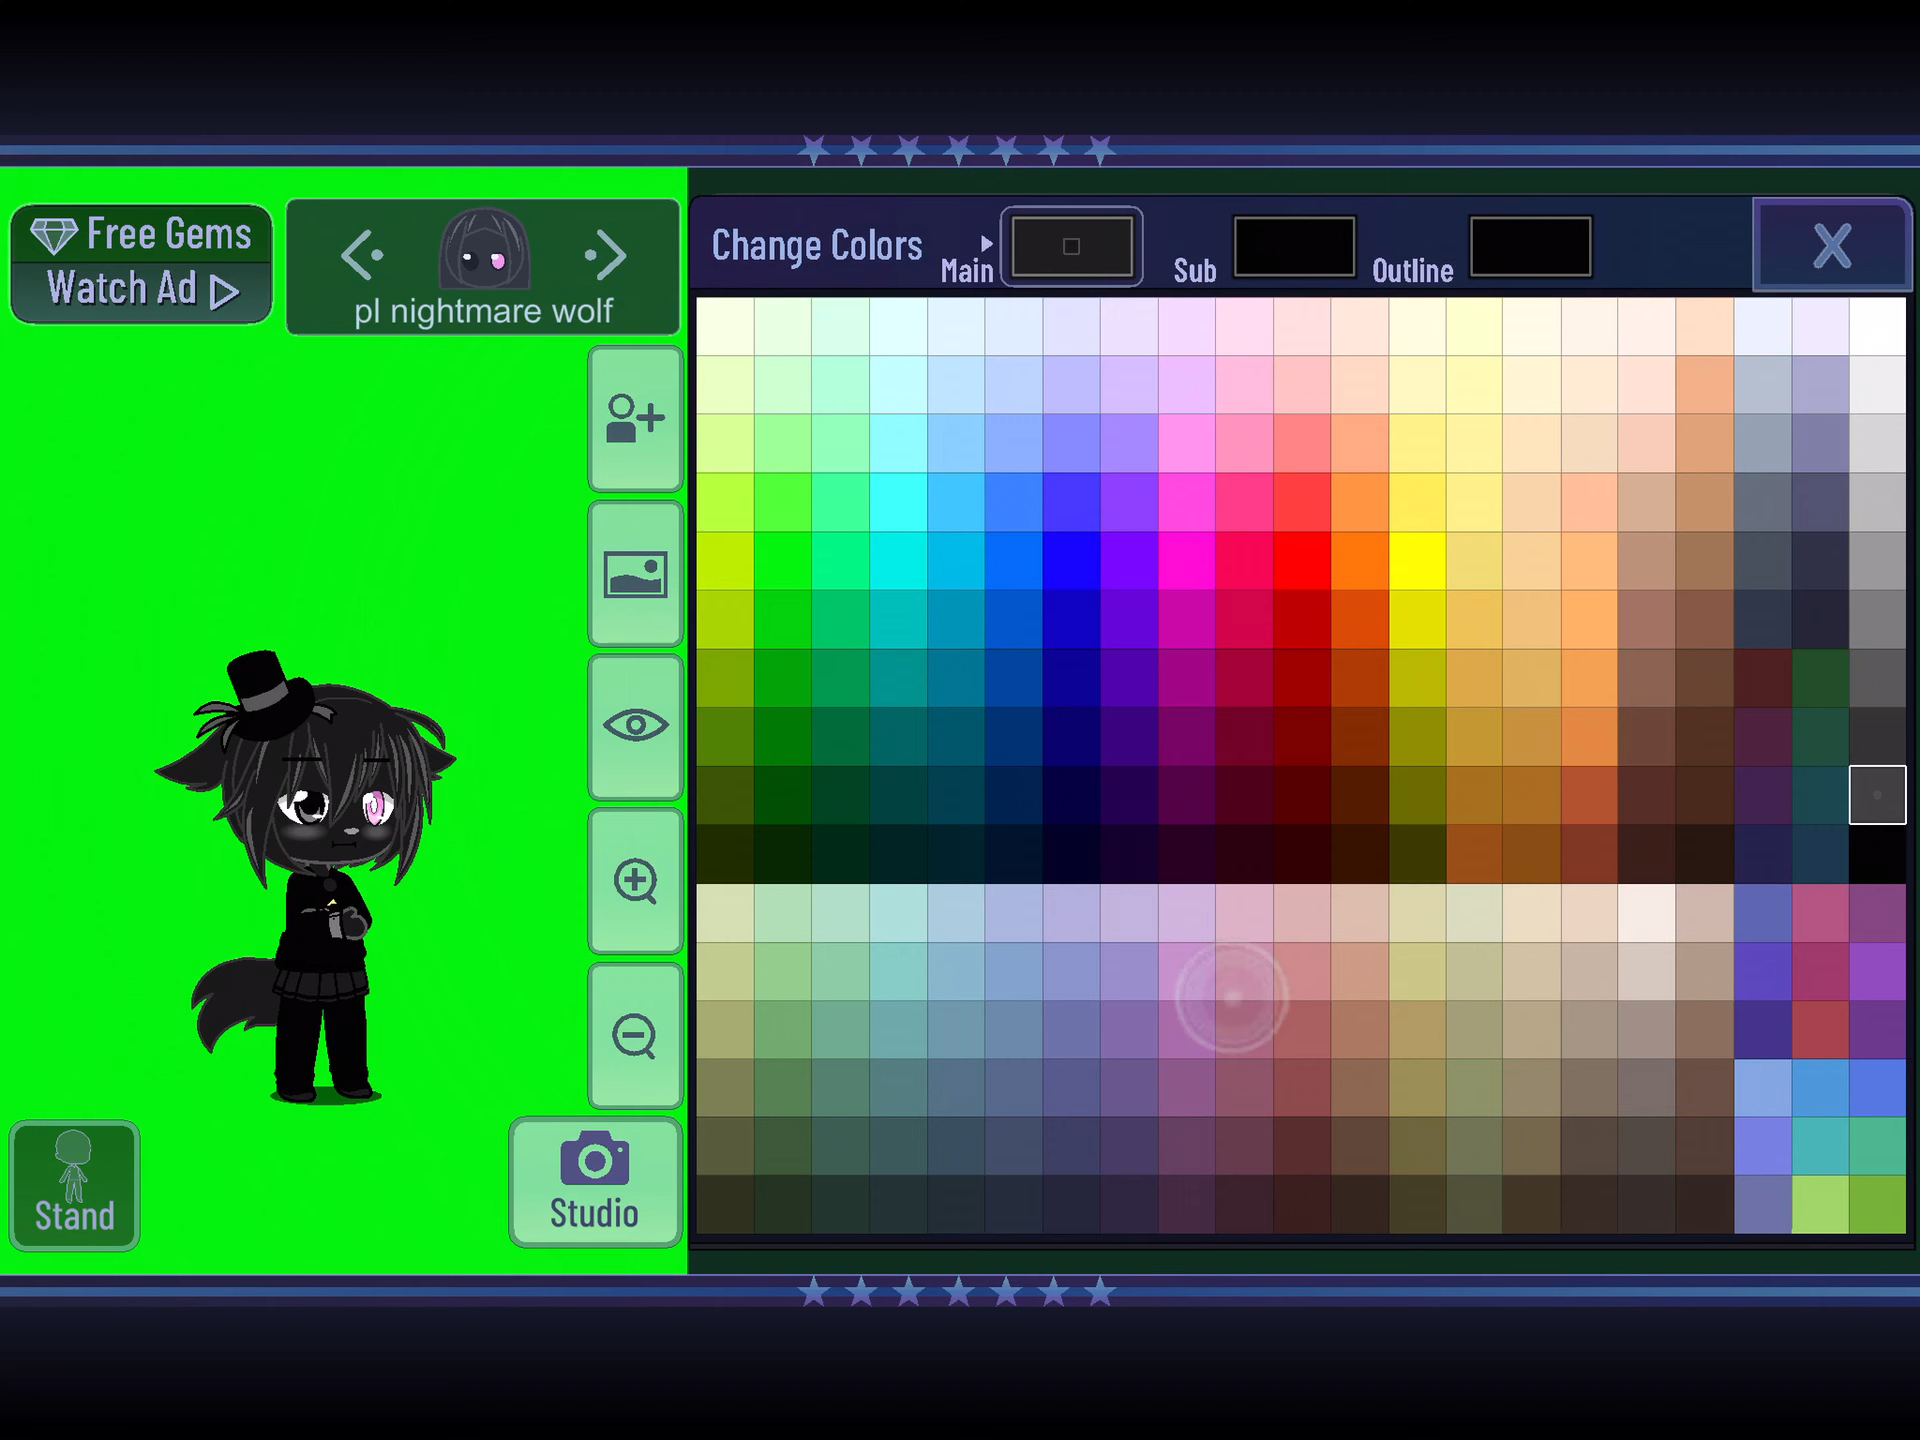 Free Gems
Watch Ad
pl nightmare wolf
Change Colors
Main
Sub
Outline
X
Stand
Studio